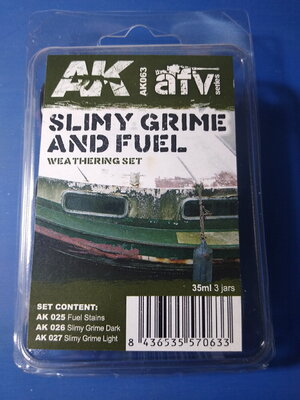 AK
AK063
afv
series
SLIMY GRIME
AND FUEL
WEATHERING SET
35ml 3 jars
SET CONTENT:
AK 025 Fuel Stains
AK 026 Slimy Grime Dark
AK 027 Slimy Grime Light
8 436535 570633